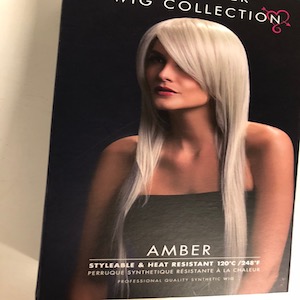 WIG COLLECTION
AMBER
STYLEABLE & HEAT RESISTANT 120°C/248°F
PERRUQUE SYNTHETIQUE RÉSISTANTE À LA CHALEUR
PROFESSIONAL QUALITY SYNTHETIC WIG